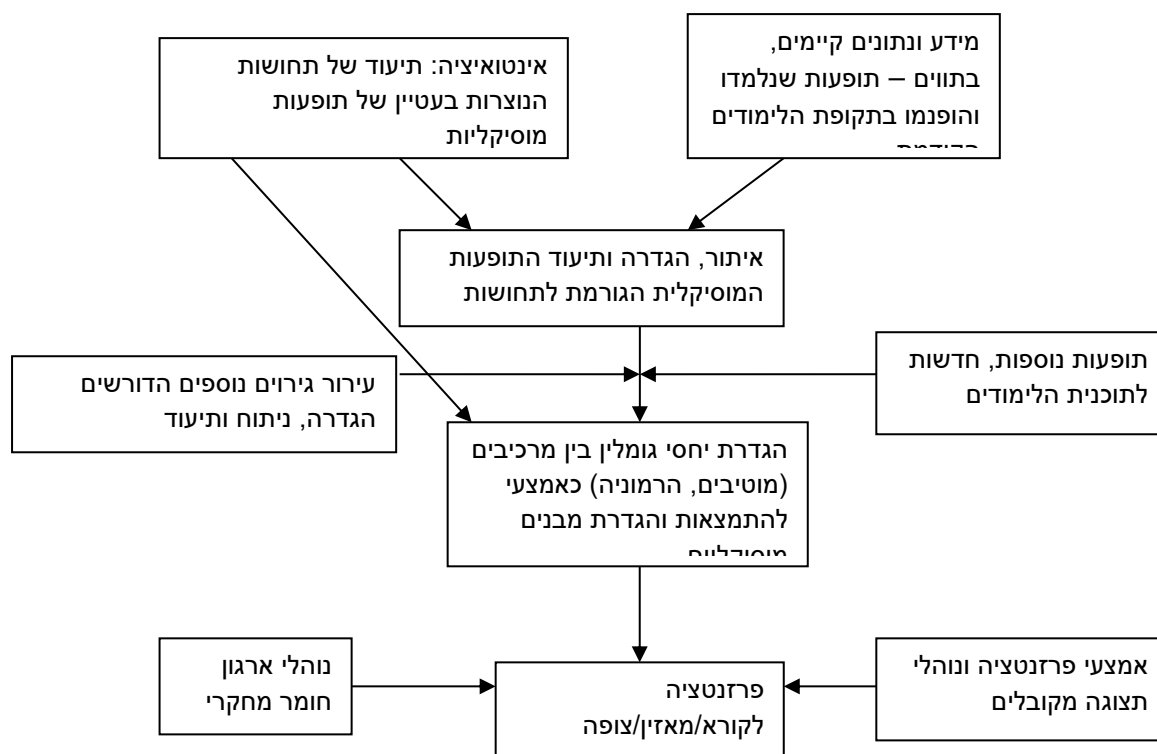 מידע ונתונים קיימים,
בתווים – תופעות שנלמדו
והופנמו בתקופת הלימודים
אינטואיציה: תיעוד של תחושות
הנוצרות בעטיין של תופעות
מוסיקליות
איתור, הגדרה ותיעוד התופעות
המוסיקלית הגורמת לתחושות
תופעות נוספות, חדשות
לתוכנית הלימודים
עירור גירוים נוספים הדורשים
הגדרה, ניתוח ותיעוד
הגדרת יחסי גומלין בין מרכיבים
(מוטיבים, הרמוניה) כאמצעי
להתמצאות והגדרת מבנים
מוסיקליים
אמצעי פרזנטציה ונוהלי
תצוגה מקובלים
פרזנטציה
לקורא/מאזין/צופה
נוהלי ארגון
חומר מחקרי